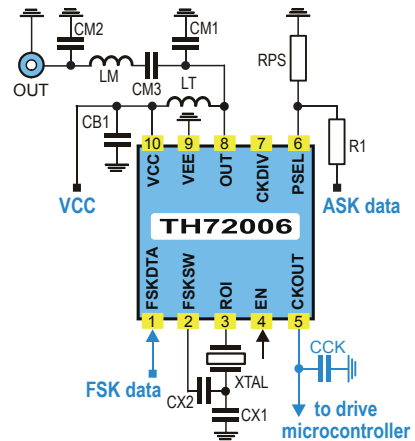 CM2
CM1
RPS
OUT
LM
CM3
LT
CB1
R1
10 9 8 7 6
VCC VEE OUT CKDIV PSEL
VCC
ASK data
TH72006
FSKDTA FSKSW ROI EN CKOUT
1 2 3 4 5
CCK
FSK data
XTAL
CX2
CX1
to drive
microcontroller